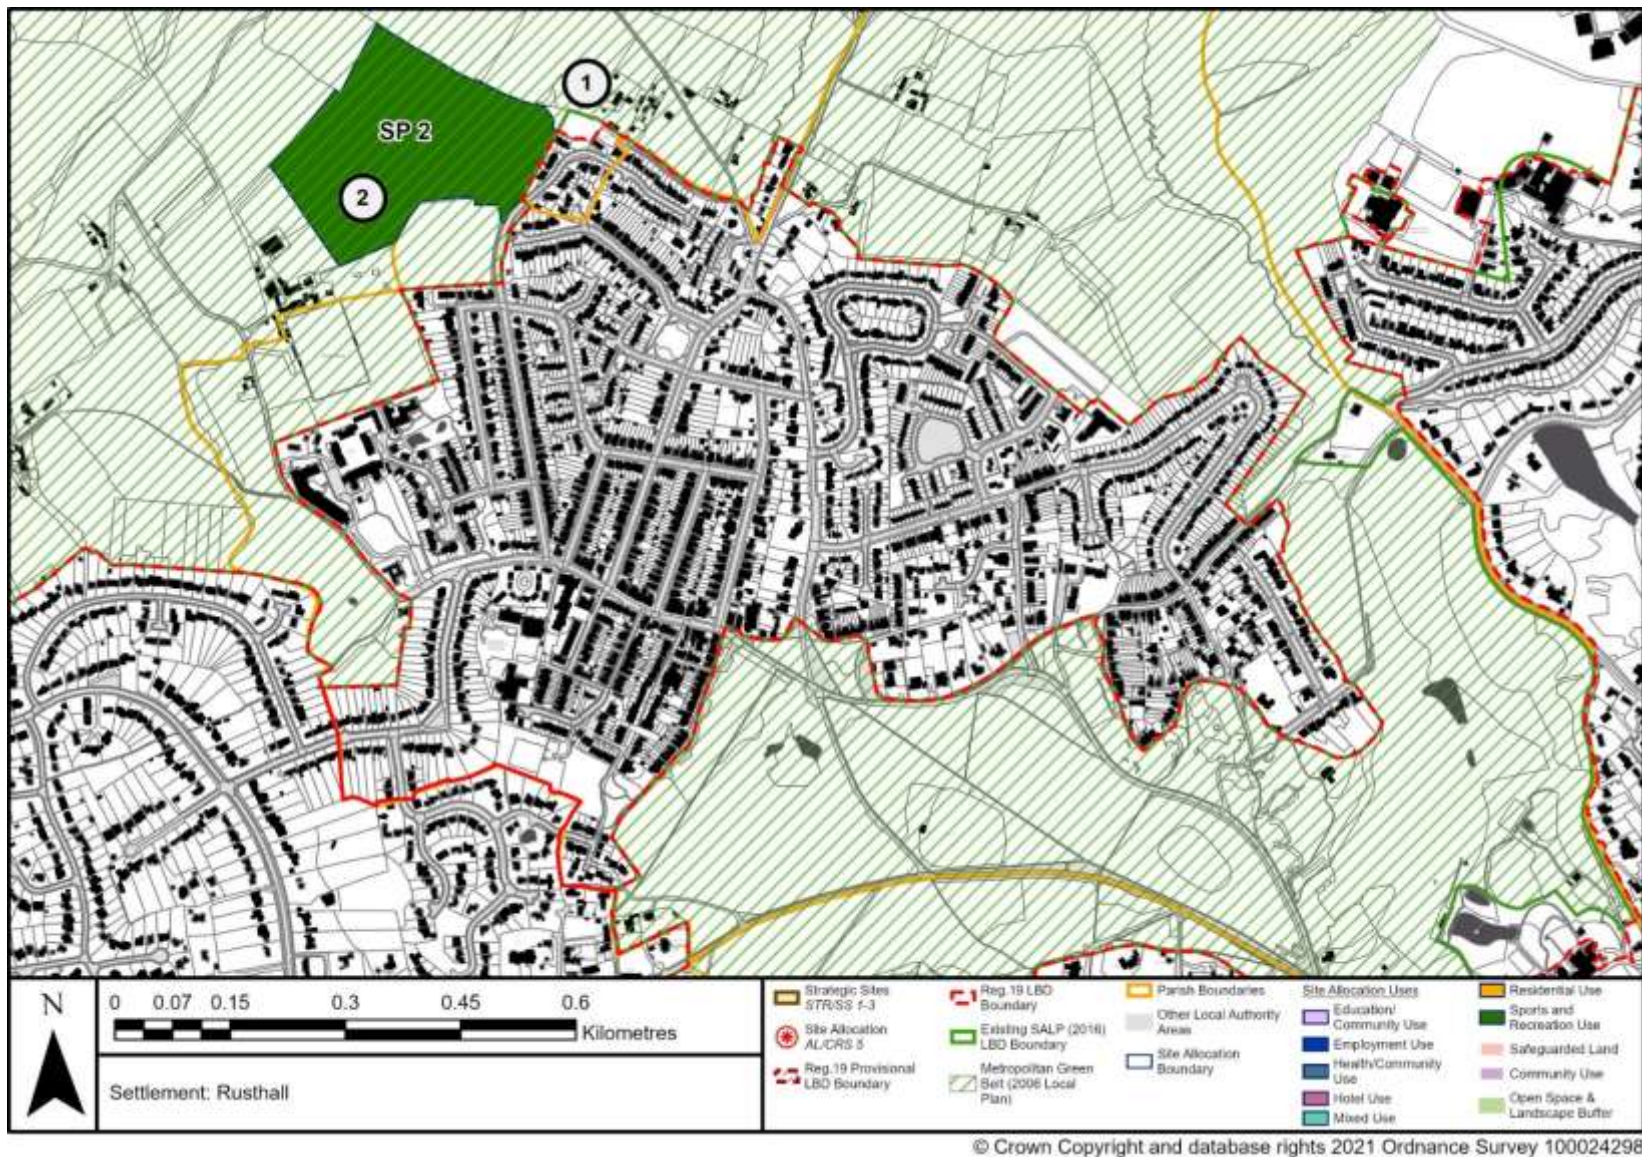 1
SP 2
2
N
0 0.07 0.15 0.3 0.45 0.6
Kilometres
Settlement: Rusthall
Strategic Sites
STR/SS 1-3
Site Allocation
AL/CRS 5
Reg.19 Provisional
LBD Boundary
Reg.19 LBD
Boundary
Existing SALP (2016)
LBD Boundary
Metropolitan Green
Belt (2006 Local
Plan)
Parish Boundaries
Other Local Authority
Areas
Site Allocation
Boundary
Site Allocation Uses
Education/
Community Use
Employment Use
Health/Community
Use
Hotel Use
Mixed Use
Residential Use
Sports and
Recreation Use
Safeguarded Land
Community Use
Open Space &
Landscape Buffer
© Crown Copyright and database rights 2021 Ordnance Survey 100024298